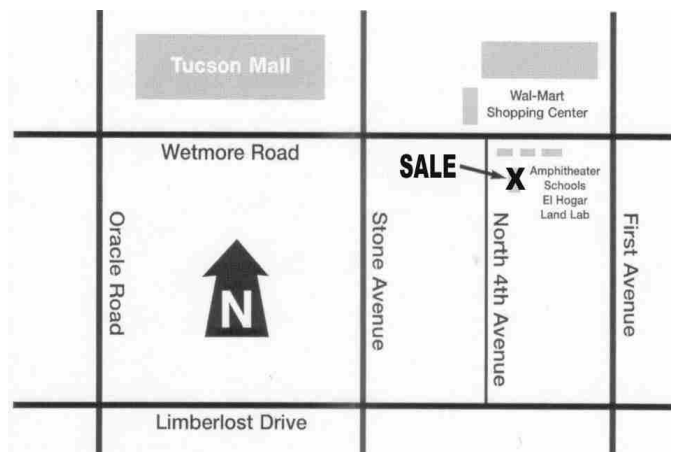 Tucson Mall
Wal-Mart
Shopping Center
Wetmore Road
SALE
X
Amphitheater
Schools
El Hogar
Land Lab
Oracle Road
N
Stone Avenue
North 4th Avenue
First Avenue
Limberlost Drive